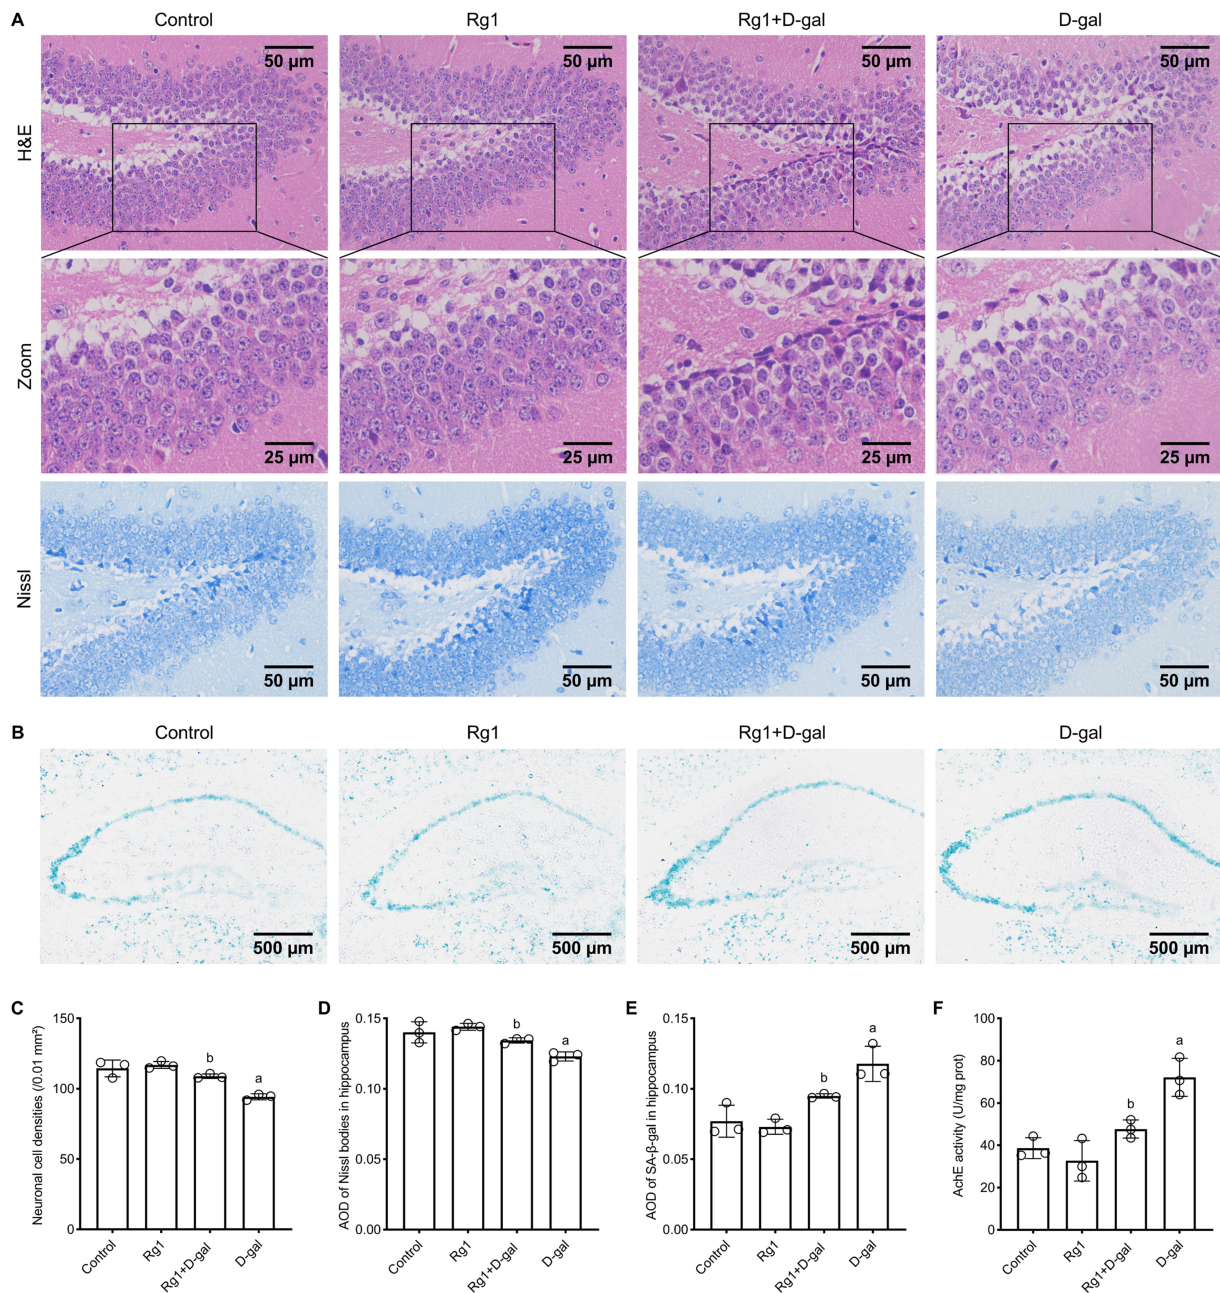 A
Control
Rg1
Rg1+D-gal
D-gal
H&E
50 μm
50 μm
50 μm
50 μm
Zoom
25 μm
25 μm
25 μm
25 μm
Nissl
50 μm
50 μm
50 μm
50 μm
B
Control
Rg1
Rg1+D-gal
D-gal
500 μm
500 μm
500 μm
500 μm
C
Neuronal cell densities (/0.01 mm²)
150
100
50
0
b
a
Control
Rg1
Rg1+D-gal
D-gal
D
AOD of Nissl bodies in hippocampus
0.15
0.10
0.05
0.00
b
a
Control
Rg1
Rg1+D-gal
D-gal
E
AOD of SA-β-gal in hippocampus
0.15
0.10
0.05
0.00
b
a
Control
Rg1
Rg1+D-gal
D-gal
F
AchE activity (U/mg prot)
100
80
60
40
20
0
b
a
Control
Rg1
Rg1+D-gal
D-gal